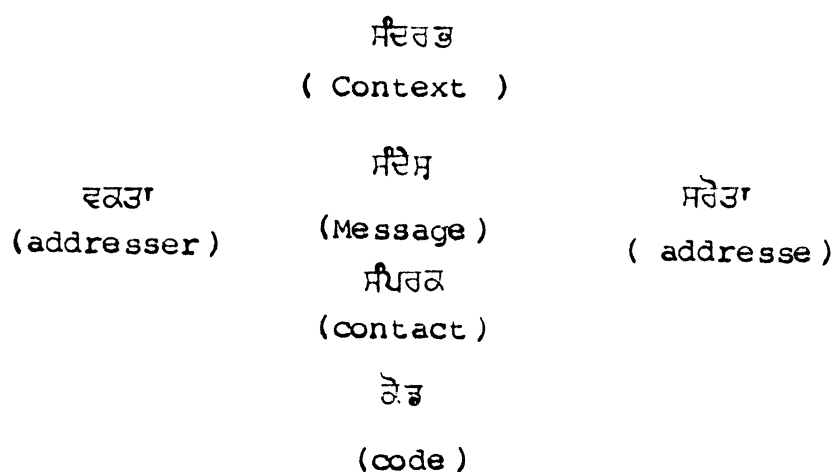 ਸੰਦਰਭ
( Context )
ਸੰਦੇਸ਼
ਵਕਤਾ
ਸਰੋਤਾ
(Message)
(addresser)
( addresse)
ਸੰਪਰਕ
(contact)
ਕੋਡ
(code)